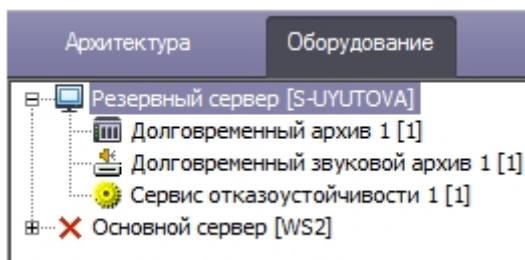 Архитектура Оборудование
Резервный сервер [S-UYUTOVA]
Долговременный архив 1 [1]
Долговременный звуковой архив 1 [1]
Сервис отказоустойчивости 1 [1]
Основной сервер [WS2]